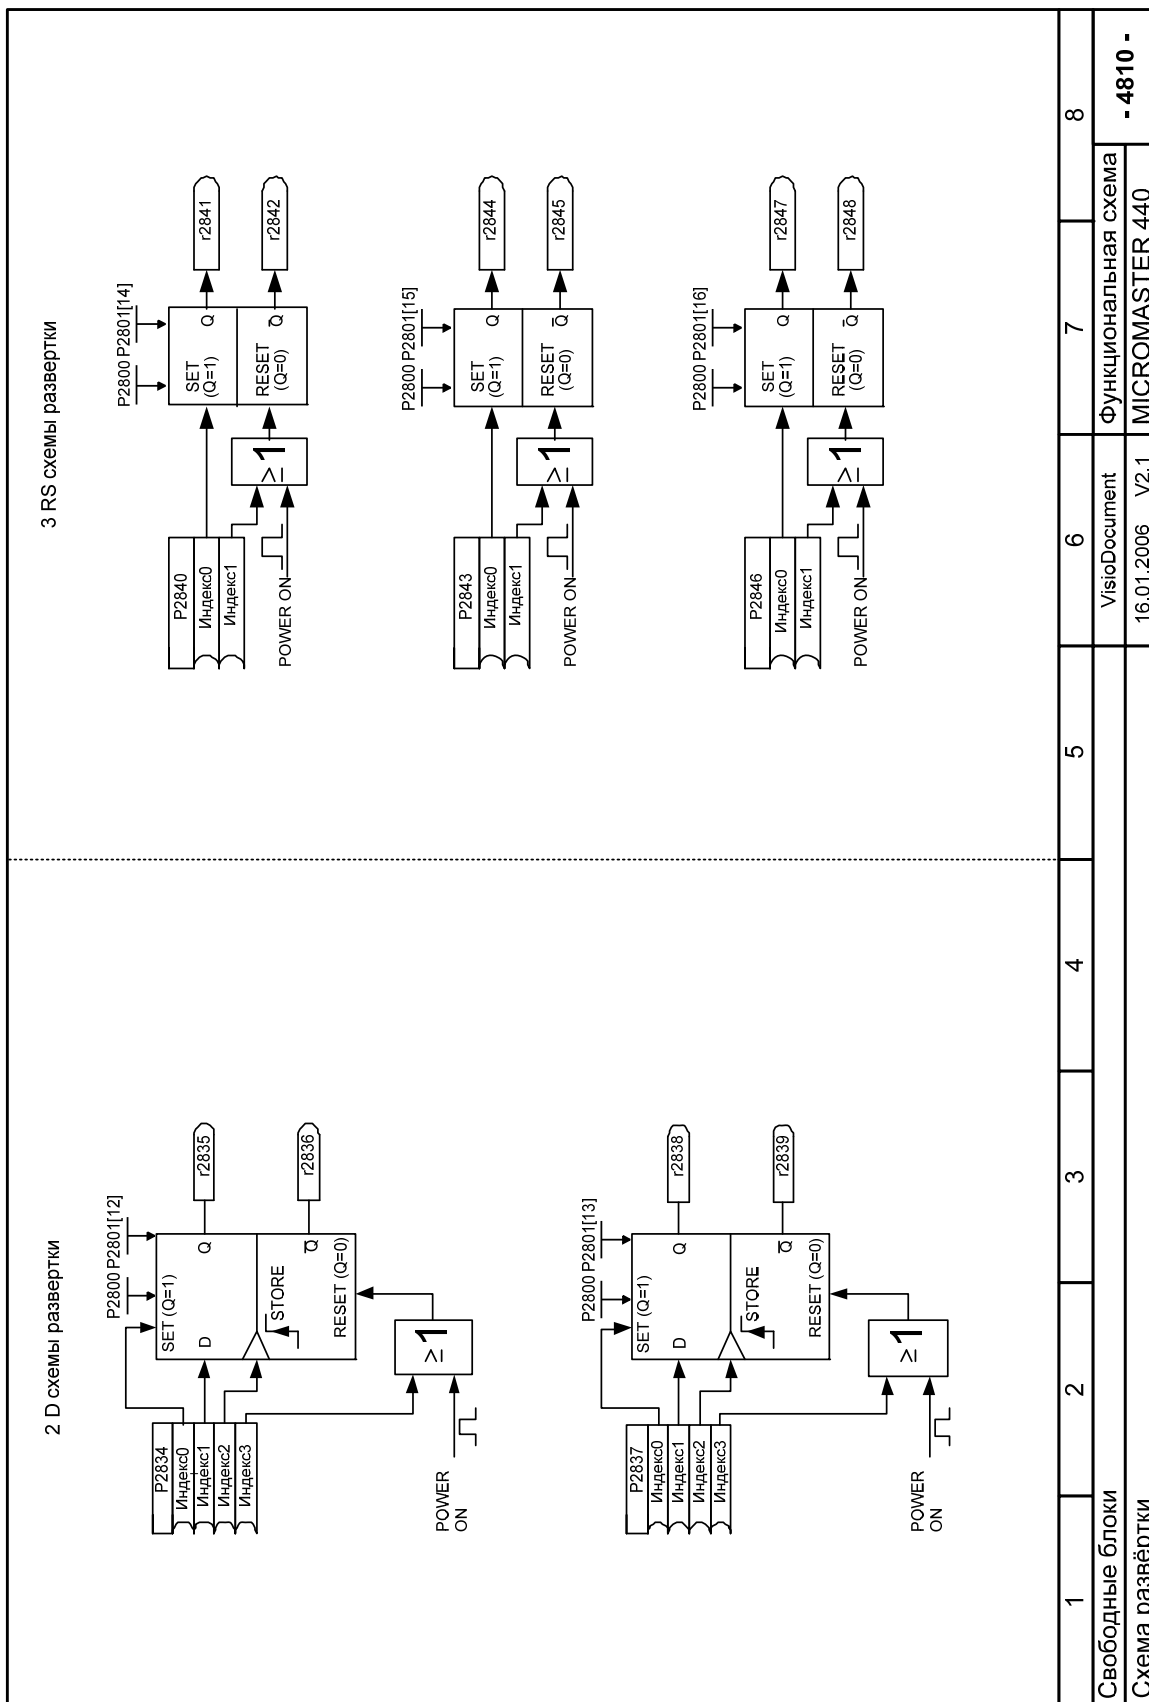 2 D схемы развертки
P2800 P2801[12]
P2834
Индекс0
Индекс1
Индекс2
Индекс3
SET (Q=1)
D
Q
STORE
Q
RESET (Q=0)
r2835
r2836
≥1
POWER
ON
P2800 P2801[13]
P2837
Индекс0
Индекс1
Индекс2
Индекс3
SET (Q=1)
D
Q
STORE
Q
RESET (Q=0)
r2838
r2839
≥1
POWER
ON
3 RS схемы развертки
P2800 P2801[14]
P2840
Индекс0
Индекс1
POWER ON
≥1
SET
(Q=1)
Q
RESET
(Q=0)
Q
r2841
r2842
P2800 P2801[15]
P2843
Индекс0
Индекс1
POWER ON
≥1
SET
(Q=1)
Q
RESET
(Q=0)
Q
r2844
r2845
P2800 P2801[16]
P2846
Индекс0
Индекс1
POWER ON
≥1
SET
(Q=1)
Q
RESET
(Q=0)
Q
r2847
r2848
1 2 3 4 5 6 7 8
Свободные блоки
Схема развёртки
VisioDocument
16.01.2006 V2.1
Функциональная схема
MICROMASTER 440
- 4810 -